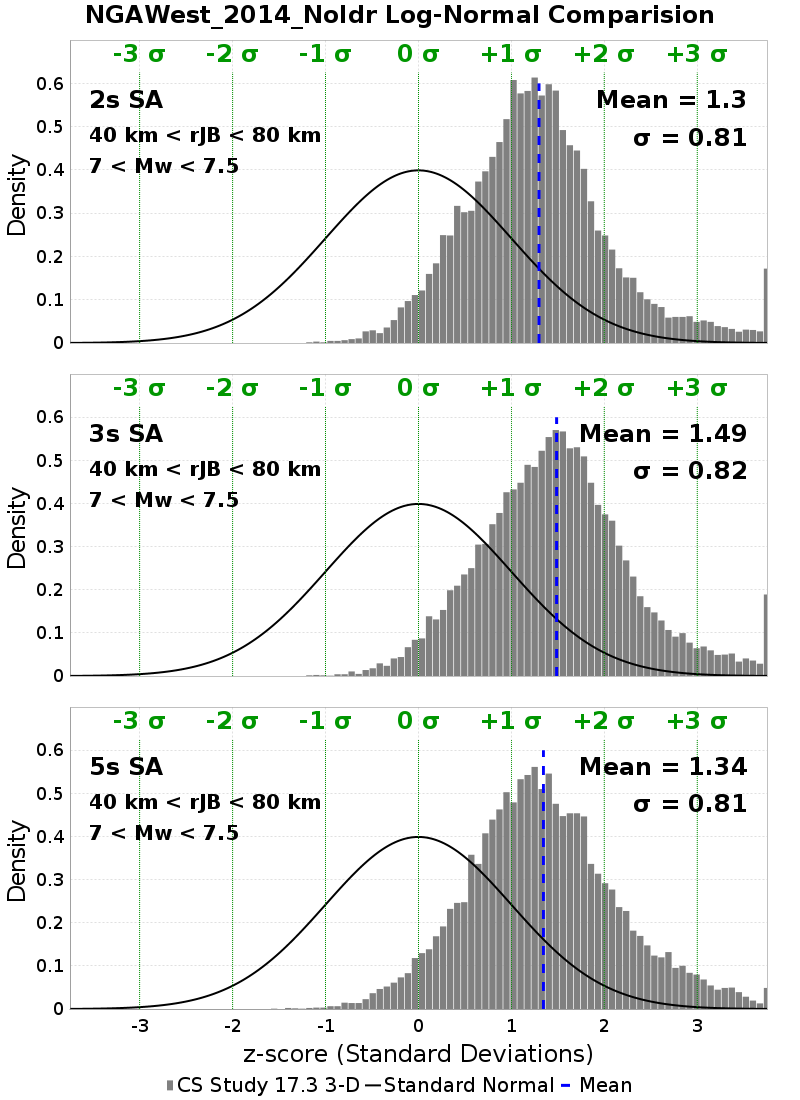 NGAWest_2014_NoIdr Log-Normal Comparision
-3 σ -2 σ -1 σ 0 σ +1 σ +2 σ +3 σ
2s SA
Mean = 1.3
40 km < rJB < 80 km
σ = 0.81
7 < Mw < 7.5
Density
0.6
0.5
0.4
0.3
0.2
0.1
0
-3 σ -2 σ -1 σ 0 σ +1 σ +2 σ +3 σ
3s SA
Mean = 1.49
40 km < rJB < 80 km
σ = 0.82
7 < Mw < 7.5
Density
0.6
0.5
0.4
0.3
0.2
0.1
0
-3 σ -2 σ -1 σ 0 σ +1 σ +2 σ +3 σ
5s SA
Mean = 1.34
40 km < rJB < 80 km
σ = 0.81
7 < Mw < 7.5
Density
0.6
0.5
0.4
0.3
0.2
0.1
0
-3 -2 -1 0 1 2 3
z-score (Standard Deviations)
CS Study 17.3 3-D Standard Normal Mean